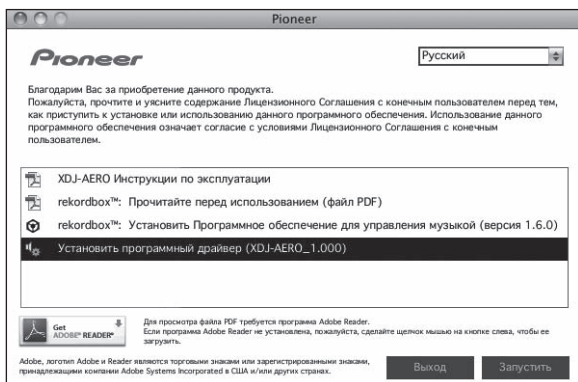 Pioneer
Pioneer
Русский
Благодарим Вас за приобретение данного продукта.
Пожалуйста, прочтите и уясните содержание Лицензионного Соглашения с конечным пользователем перед тем,
как приступить к установке или использованию данного программного обеспечения. Использование данного
программного обеспечения означает согласие с условиями Лицензионного Соглашения с конечным
пользователем.
XDJ-AERO Инструкции по эксплуатации
rekordbox™: Прочитайте перед использованием (файл PDF)
rekordbox™: Установить Программное обеспечение для управления музыкой (версия 1.6.0)
Установить программный драйвер (XDJ-AERO_1.000)
Get
ADOBE® READER®
Для просмотра файла PDF требуется программа Adobe Reader.
Если программа Adobe Reader не установлена, пожалуйста, сделайте щелчок мышью на кнопке слева, чтобы ее
загрузить.
Adobe, логотип Adobe и Reader являются торговыми знаками или зарегистрированными знаками,
принадлежащими компании Adobe Systems Incorporated в США и/или других странах.
Выход
Запустить